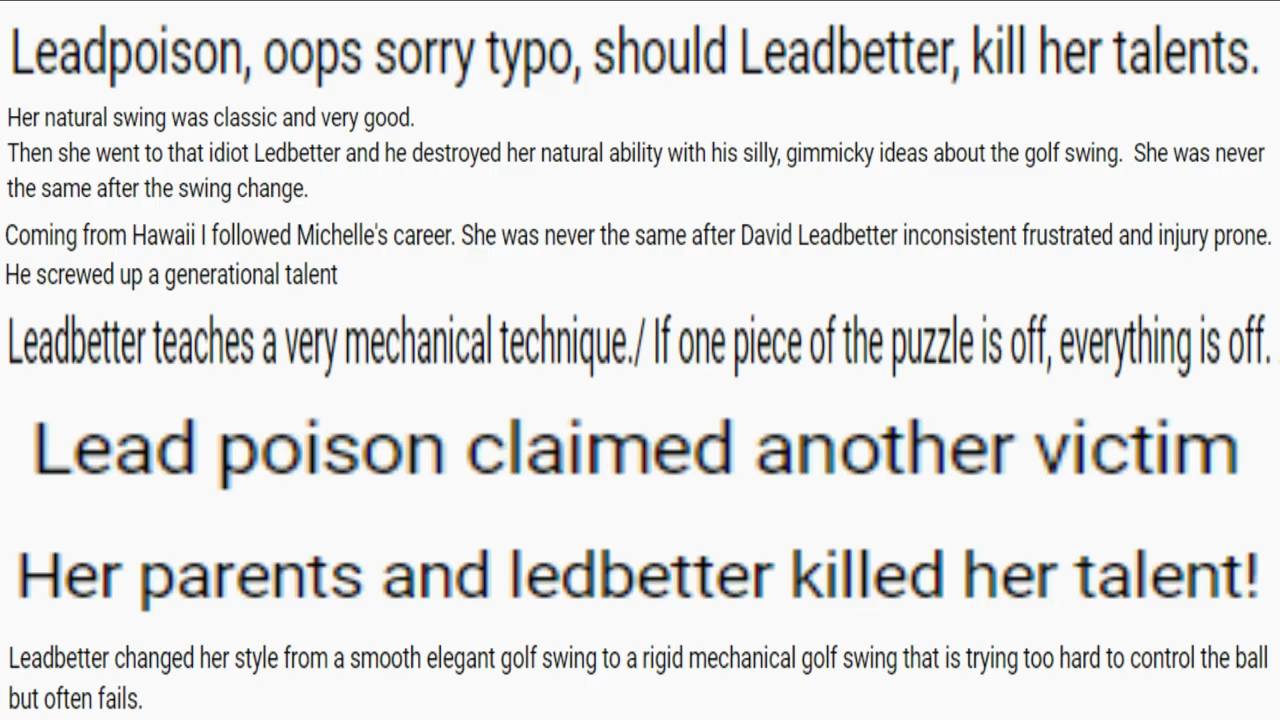 Leadpoison, oops sorry typo, should Leadbetter, kill her talents.
Her natural swing was classic and very good.
Then she went to that idiot Ledbetter and he destroyed her natural ability with his silly, gimmicky ideas about the golf swing.  She was never
the same after the swing change.
Coming from Hawaii I followed Michelle's career. She was never the same after David Leadbetter inconsistent frustrated and injury prone.
He screwed up a generational talent
Leadbetter teaches a very mechanical technique./ If one piece of the puzzle is off, everything is off.
Lead poison claimed another victim
Her parents and ledbetter killed her talent!
Leadbetter changed her style from a smooth elegant golf swing to a rigid mechanical golf swing that is trying too hard to control the ball
but often fails.